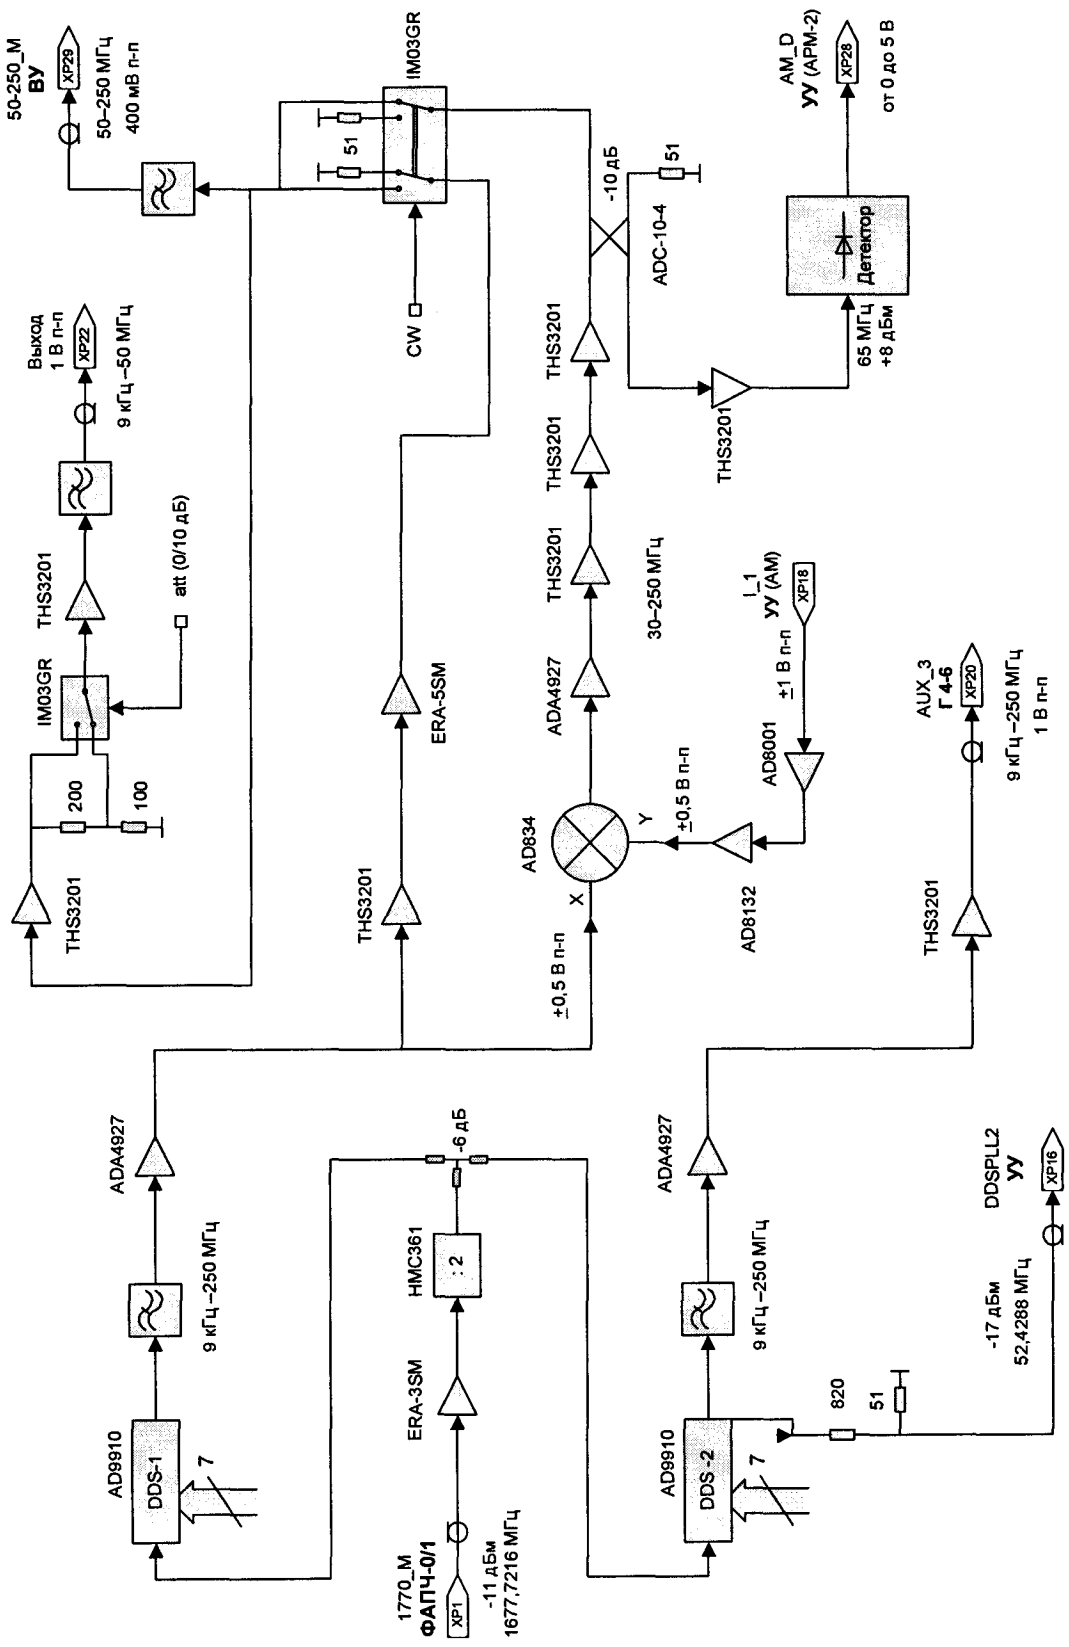 50-250_М
ВУ
XP29
50–250 МГц
400 мВ п-п
IM03GR
51
CW
AM_D
УУ (АРМ-2)
XP28
от 0 до 5 В
Выход
1 В п-п
XP22
9 кГц–50 МГц
THS3201
IM03GR
att (0/10 дБ)
200
100
THS3201
-10 дБ
51
ADC-10-4
Детектор
65 МГц
+8 дБм
THS3201
THS3201
THS3201
THS3201
ADA4927
30–250 МГц
ERA-5SM
THS3201
AD834
X
Y
±0,5 В п-п
±0,5 В п-п
AD8132
AD8001
±1 В п-п
I_1
УУ (АМ)
XP18
AUX_3
Г 4-6
XP20
9 кГц–250 МГц
1 В п-п
THS3201
ADA4927
9 кГц–250 МГц
AD9910
DDS-1
7
-6 дБ
HMC361
: 2
ERA-3SM
1770_М
ФАПЧ-0/1
XP1
-11 дБм
1677,7216 МГц
ADA4927
9 кГц–250 МГц
AD9910
DDS -2
7
820
51
DDSPLL2
УУ
XP16
-17 дБм
52,4288 МГц